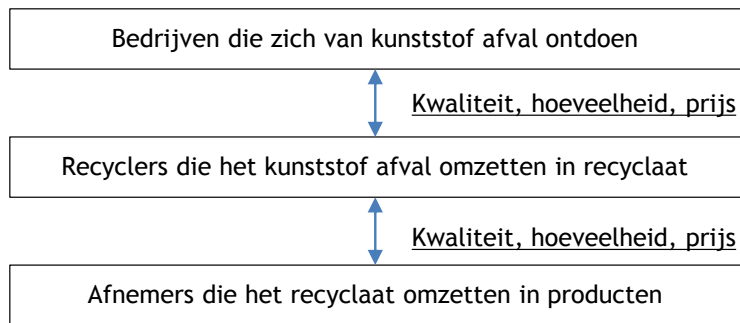 Bedrijven die zich van kunststof afval ontdoen
Kwaliteit, hoeveelheid, prijs
Recyclers die het kunststof afval omzetten in recyclaat
Kwaliteit, hoeveelheid, prijs
Afnemers die het recyclaat omzetten in producten